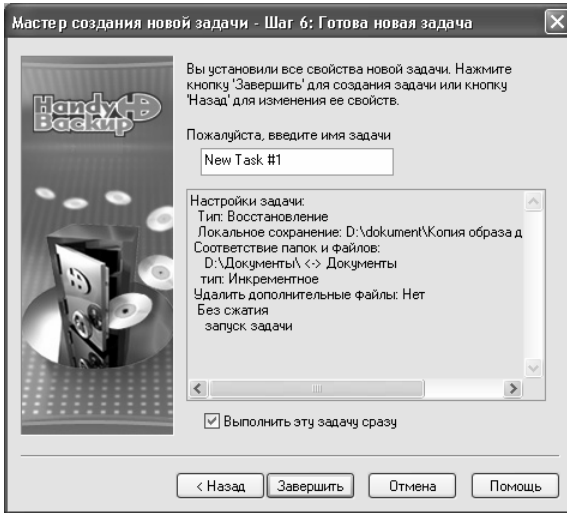 Мастер создания новой задачи - Шаг 6: Готова новая задача
Handy
Backup
Вы установили все свойства новой задачи. Нажмите
кнопку 'Завершить' для создания задачи или кнопку
'Назад' для изменения ее свойств.
Пожалуйста, введите имя задачи
New Task #1
Настройки задачи:
Тип: Восстановление
Локальное сохранение: D:\dokument\Копия образа д
Соответствие папок и файлов:
D:\Документы\ <-> Документы
тип: Инкрементное
Удалить дополнительные файлы: Нет
Без сжатия
запуск задачи
Выполнить эту задачу сразу
< Назад Завершить Отмена Помощь